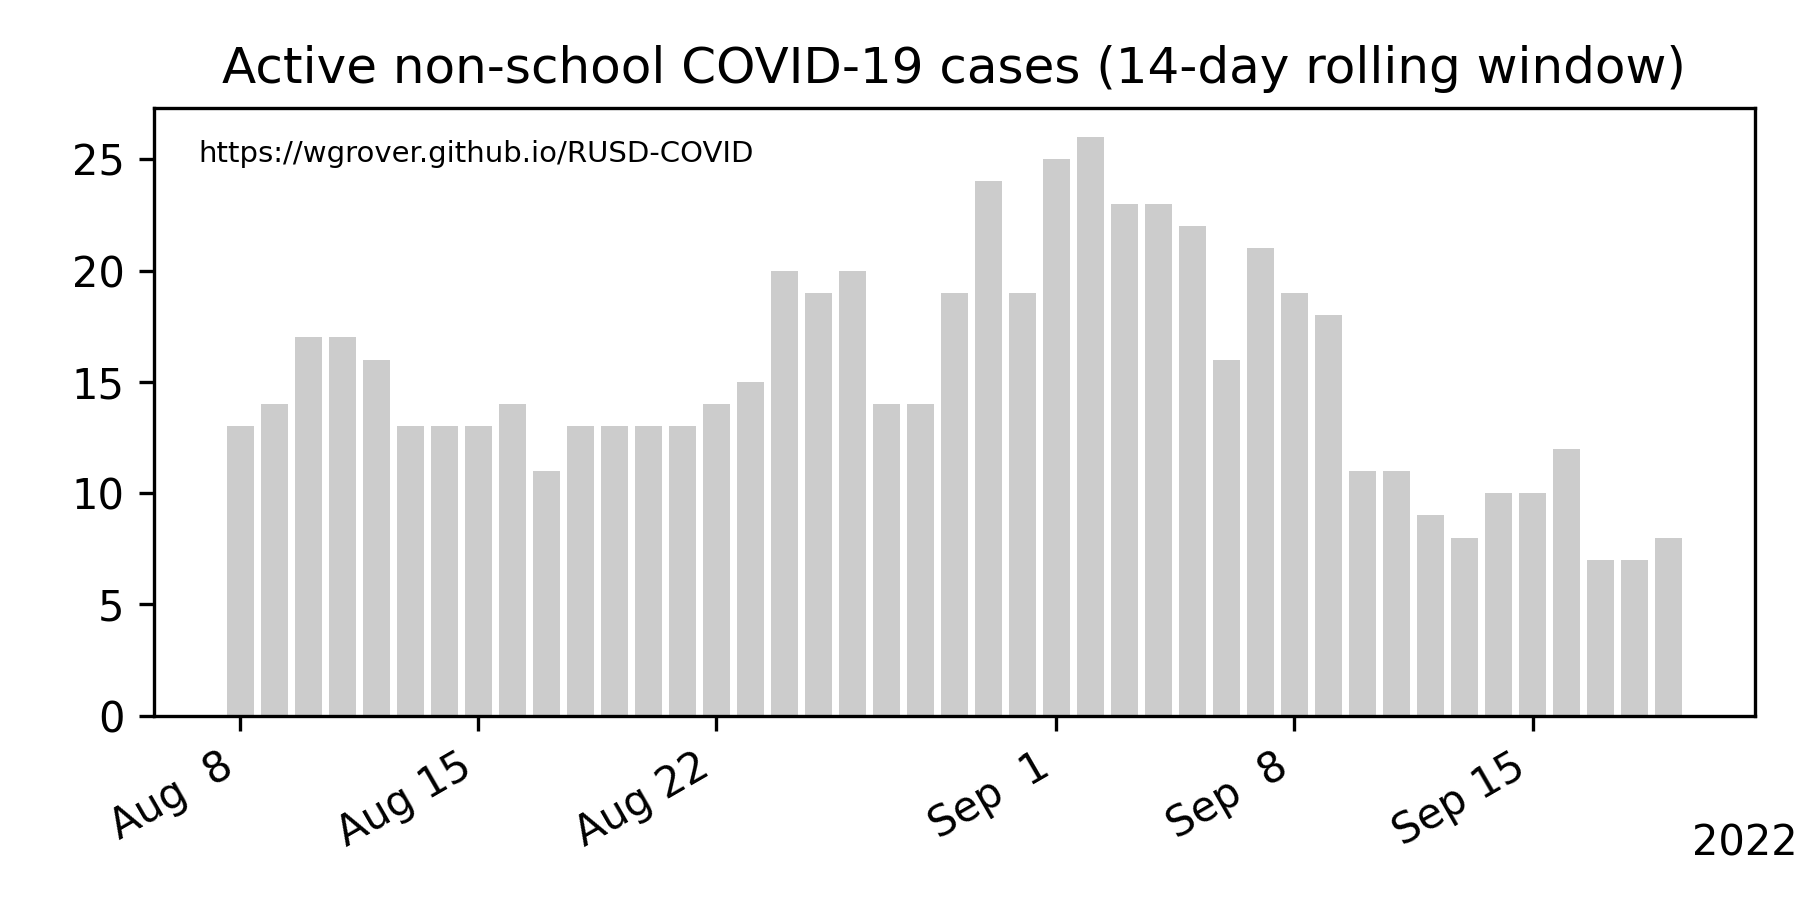 Active non-school COVID-19 cases (14-day rolling window)
https://wgrover.github.io/RUSD-COVID
25
20
15
10
5
0
Aug 8
Aug 15
Aug 22
Sep 1
Sep 8
Sep 15
2022